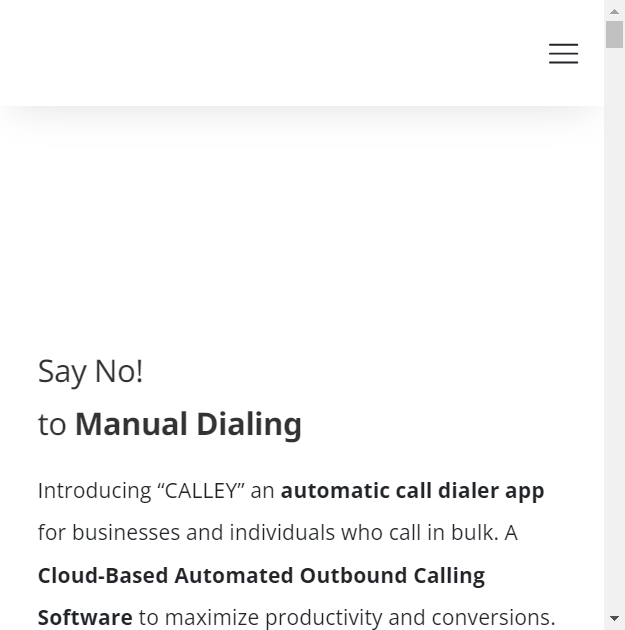 Say No!
to Manual Dialing
Introducing “CALLEY” an automatic call dialer app
for businesses and individuals who call in bulk. A
Cloud-Based Automated Outbound Calling
Software to maximize productivity and conversions.